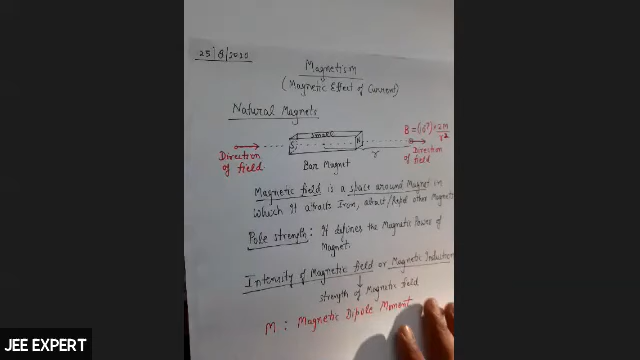 25/8/2020
Magnetism
(Magnetic Effect of Current)
Natural Magnets
S N
B = (10⁻⁷) × 2M/r²
Direction of field
r
Direction of field
Bar Magnet
Magnetic field is a space around Magnet in
which It attracts Iron, attract/Repel other Magnets
Pole strength: It defines the Magnetic Power of
Magnet.
Intensity of Magnetic field or Magnetic Induction
strength of Magnetic field
M : Magnetic Dipole Moment
JEE EXPERT